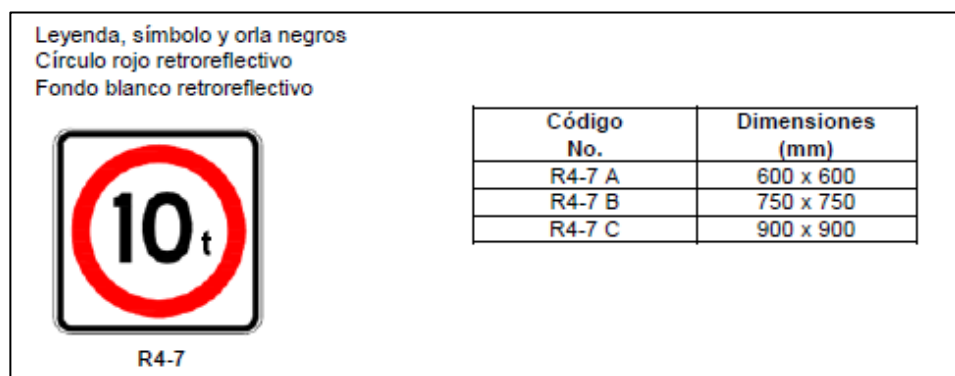 Leyenda, símbolo y orla negros
Círculo rojo retroreflectivo
Fondo blanco retroreflectivo
10 t
R4-7
Código No. Dimensiones (mm)
R4-7 A 600 x 600
R4-7 B 750 x 750
R4-7 C 900 x 900